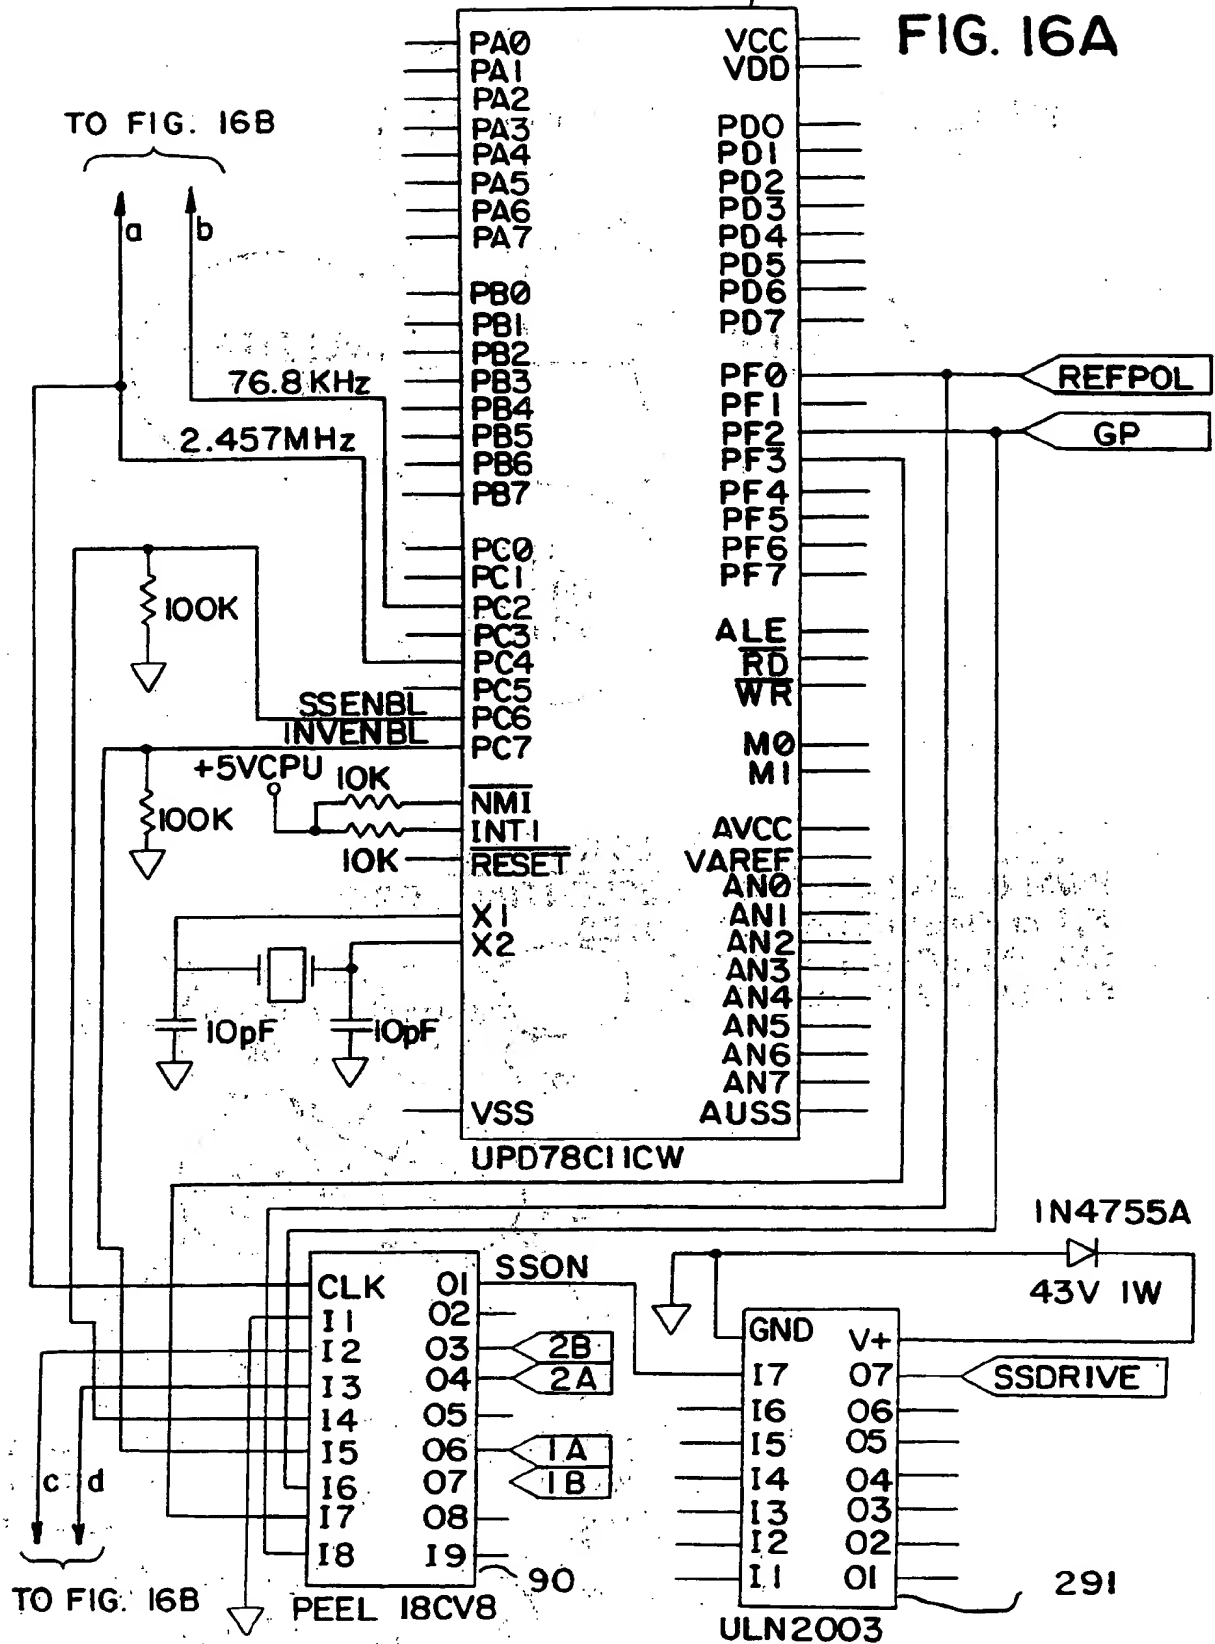 FIG. 16A
TO FIG. 16B
a
b
76.8 KHz
2.457MHz
100K
SSENBL
INVENBL
+5VCPU
10K
100K
10K
10pF
10pF
PA0
PA1
PA2
PA3
PA4
PA5
PA6
PA7
PB0
PB1
PB2
PB3
PB4
PB5
PB6
PB7
PC0
PC1
PC2
PC3
PC4
PC5
PC6
PC7
NMI
INT1
RESET
X1
X2
VSS
VCC
VDD
PD0
PD1
PD2
PD3
PD4
PD5
PD6
PD7
PF0
PF1
PF2
PF3
PF4
PF5
PF6
PF7
ALE
RD
WR
M0
M1
AVCC
VAREF
AN0
AN1
AN2
AN3
AN4
AN5
AN6
AN7
AUSS
UPD78C11CW
REFPOL
GP
CLK
I1
I2
I3
I4
I5
I6
I7
I8
O1
O2
O3
O4
O5
O6
O7
O8
I9
SSON
2B
2A
1A
1B
90
PEEL 18CV8
c
d
TO FIG. 16B
1N4755A
43V 1W
GND
I7
I6
I5
I4
I3
I2
I1
V+
O7
O6
O5
O4
O3
O2
O1
SSDRIVE
291
ULN2003